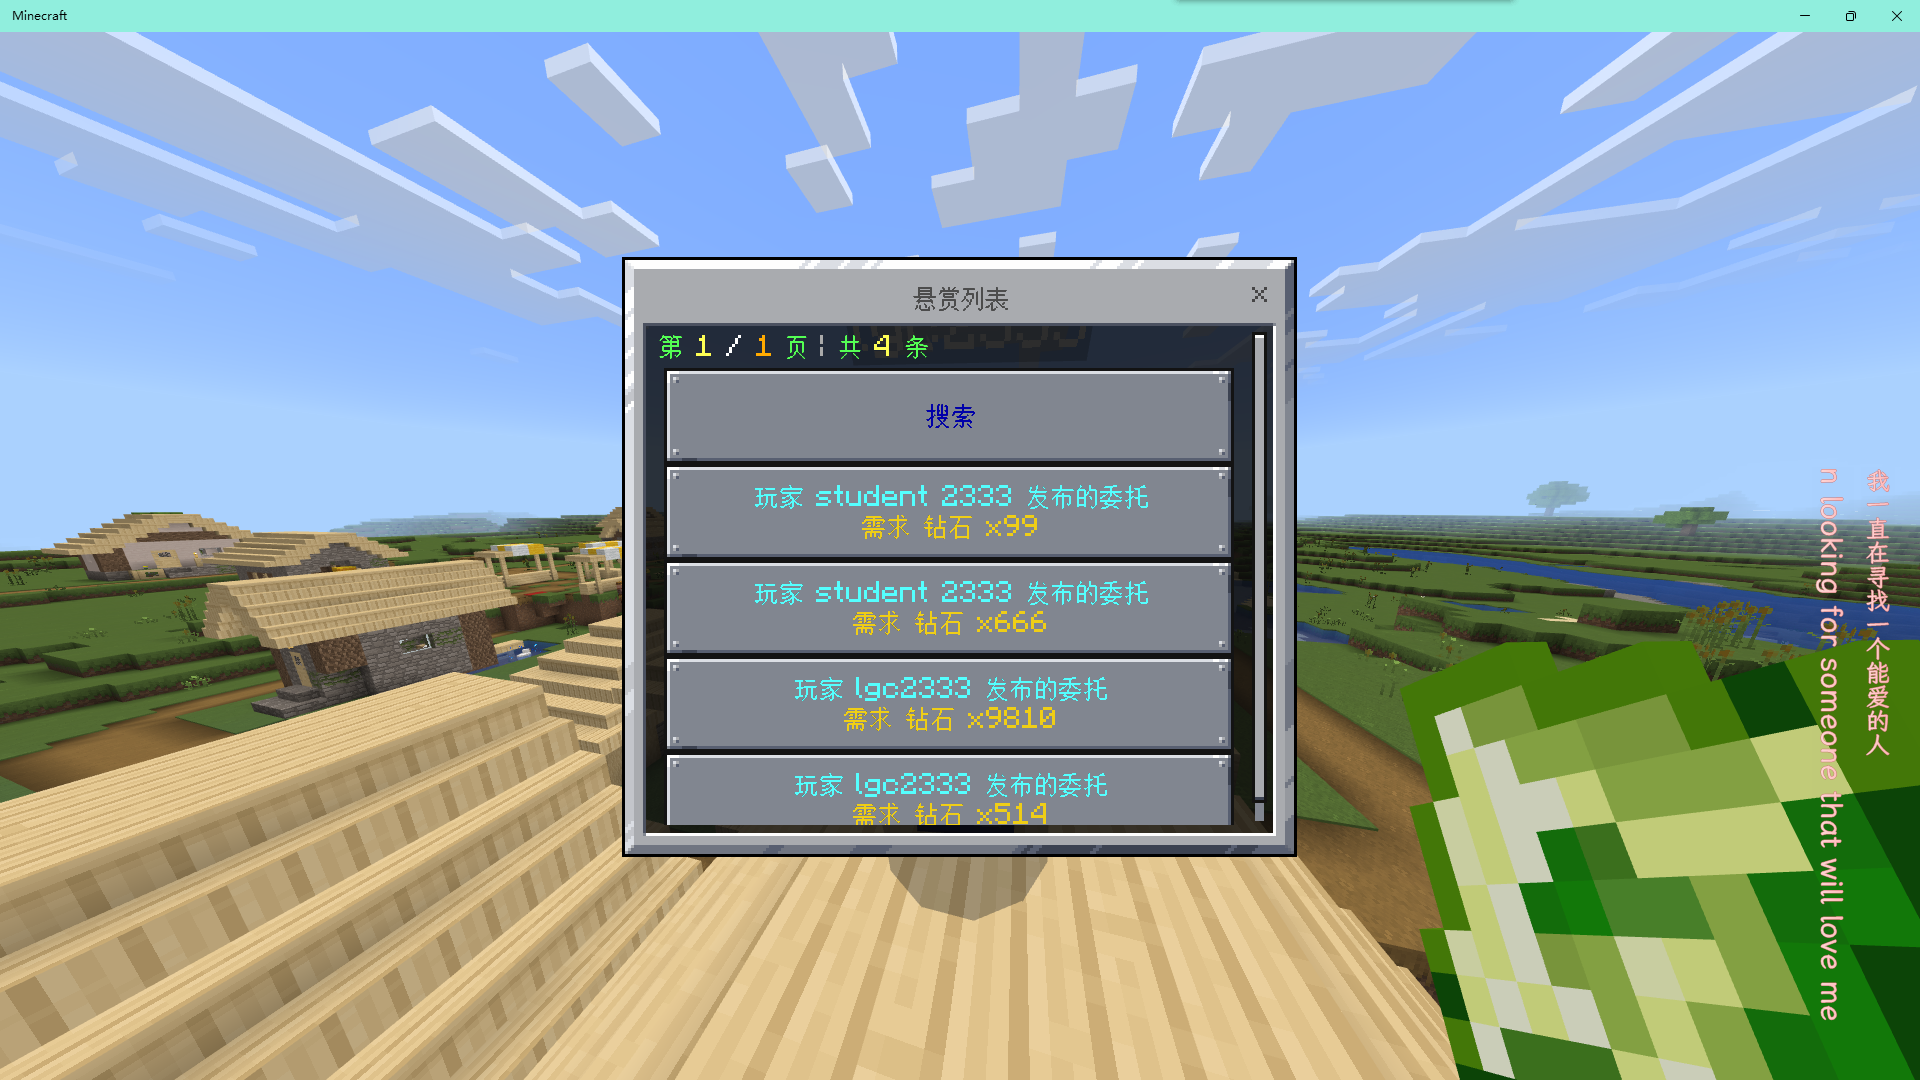 Minecraft
悬赏列表
第 1 / 1 页 ¦ 共 4 条
搜索
玩家 student 2333 发布的委托
需求 钻石 x99
玩家 student 2333 发布的委托
需求 钻石 x666
玩家 lgc2333 发布的委托
需求 钻石 x9810
玩家 lgc2333 发布的委托
需求 钻石 x514
我一直在寻找一个能爱的人
n looking for someone that will love me